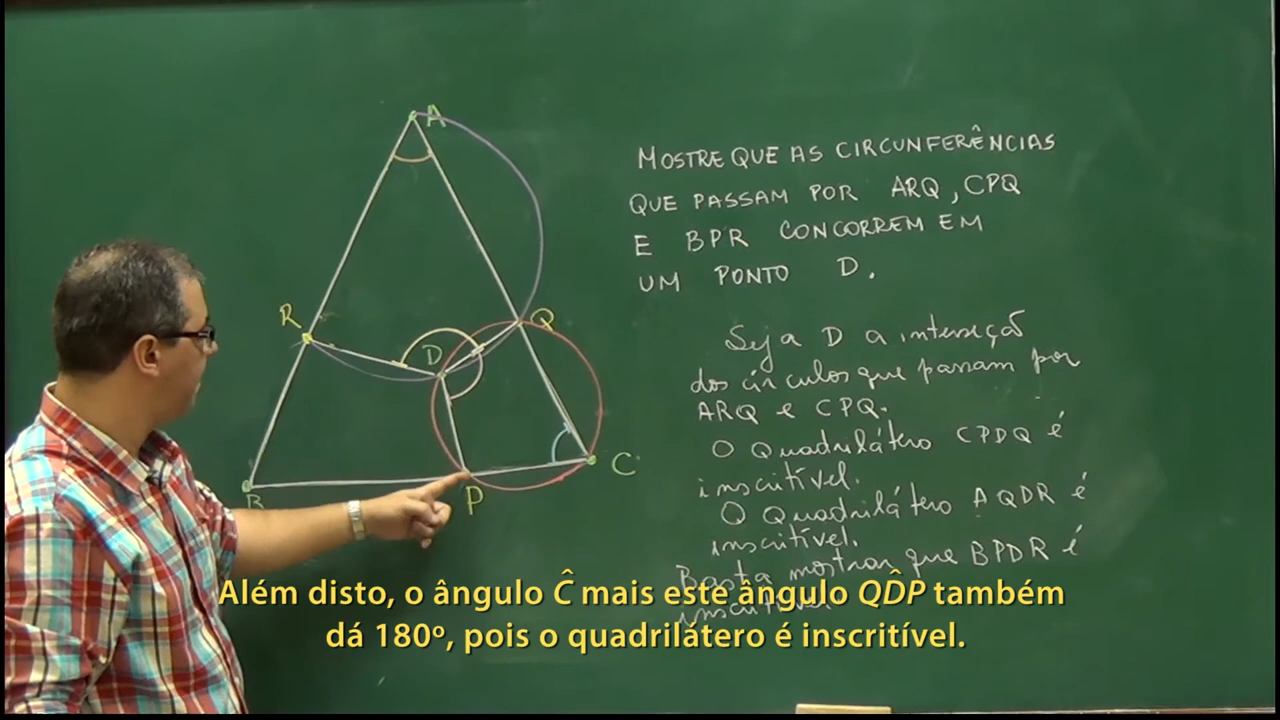 A
R
Q
D
B
P
C
MOSTRE QUE AS CIRCUNFERÊNCIAS
QUE PASSAM POR ARQ, CPQ
E BPR CONCORREM EM
UM PONTO D.
Seja D a interseção
dos círculos que passam por
ARQ e CPQ.
O Quadrilátero CPDQ é
inscritível.
O Quadrilátero AQDR é
inscritível.
Basta mostrar que BPDR é
inscritível.
Além disto, o ângulo Ĉ mais este ângulo QD̂P também
dá 180º, pois o quadrilátero é inscritível.